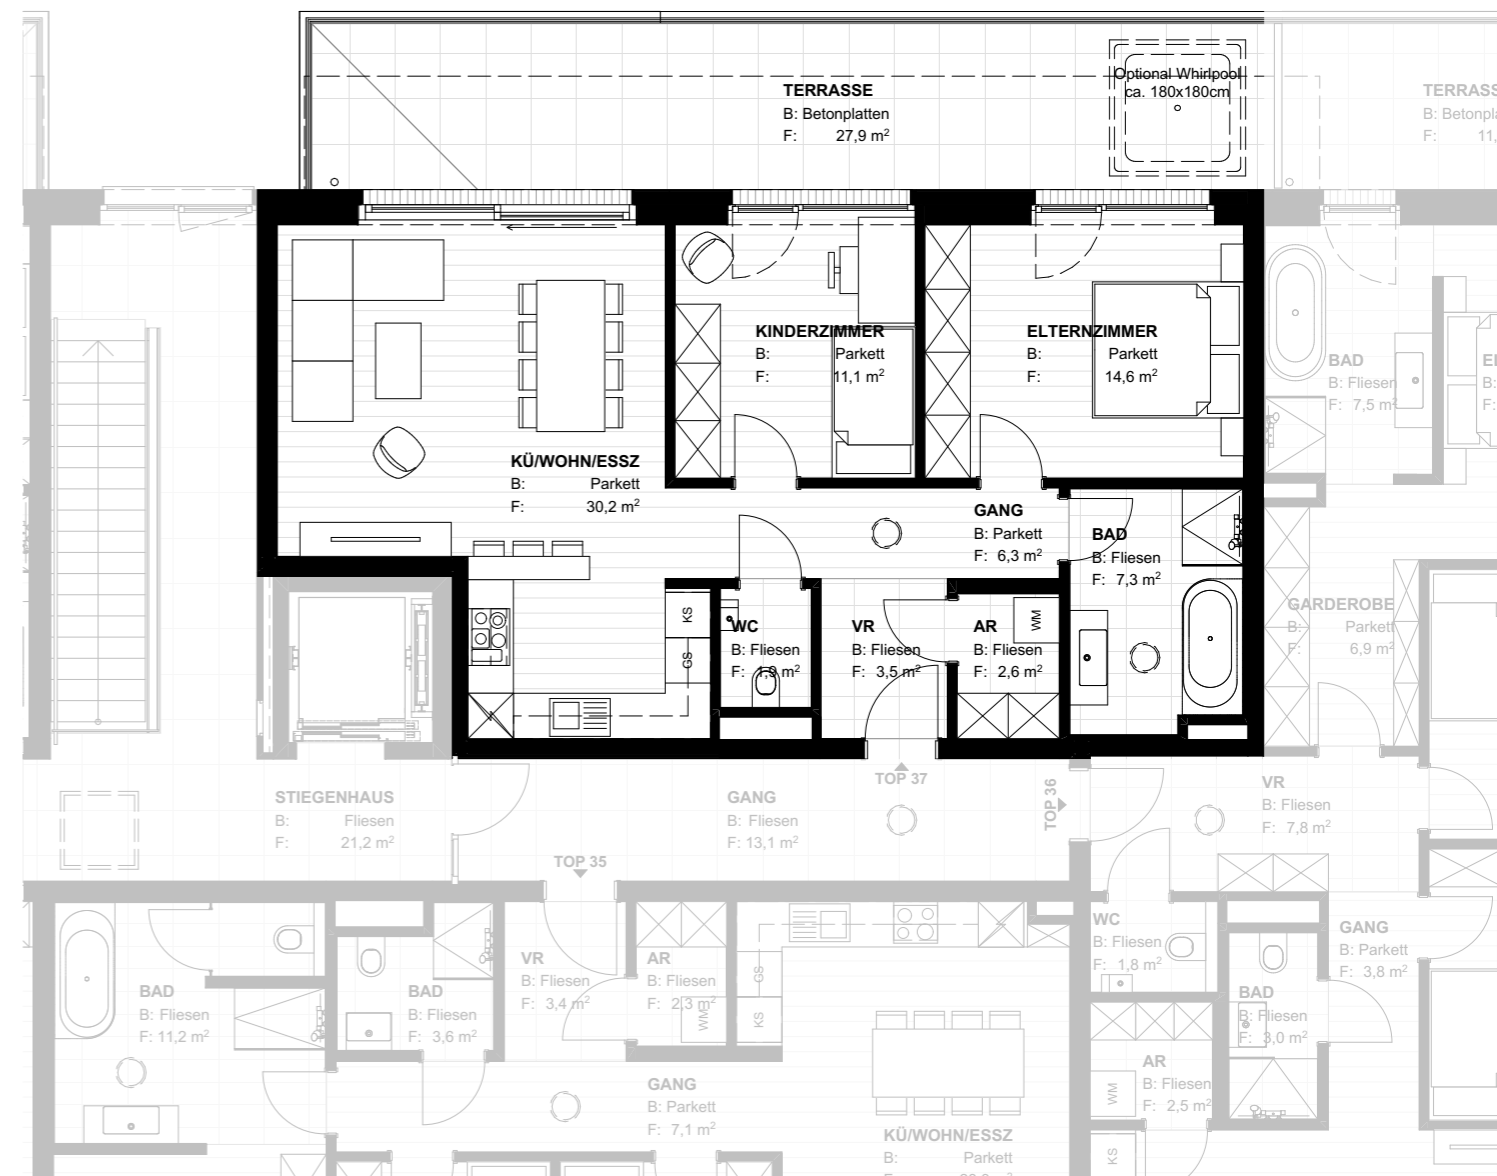 Optional Whirlpool
ca. 180x180cm
TERRASSE
B: Betonplatten
F: 27,9 m²
TERRASS
B: Betonpla
F: 11,
KINDERZIMMER
B: Parkett
F: 11,1 m²
ELTERNZIMMER
B: Parkett
F: 14,6 m²
BAD
B: Fliesen
F: 7,5 m²
El
B:
F:
KÜ/WOHN/ESSZ
B: Parkett
F: 30,2 m²
GANG
B: Parkett
F: 6,3 m²
BAD
B: Fliesen
F: 7,3 m²
KS
GS
WC
B: Fliesen
F: 1,9 m²
VR
B: Fliesen
F: 3,5 m²
AR
B: Fliesen
F: 2,6 m²
WM
GARDEROBE
B: Parkett
F: 6,9 m²
STIEGENHAUS
B: Fliesen
F: 21,2 m²
GANG
B: Fliesen
F: 13,1 m²
TOP 37
TOP 36
TOP 35
VR
B: Fliesen
F: 7,8 m²
BAD
B: Fliesen
F: 11,2 m²
BAD
B: Fliesen
F: 3,6 m²
VR
B: Fliesen
F: 3,4 m²
AR
B: Fliesen
F: 2,3 m²
WM
GS
KS
WC
B: Fliesen
F: 1,8 m²
GANG
B: Parkett
F: 3,8 m²
BAD
B: Fliesen
F: 3,0 m²
GANG
B: Parkett
F: 7,1 m²
AR
B: Fliesen
F: 2,5 m²
WM
KS
KÜ/WOHN/ESSZ
B: Parkett